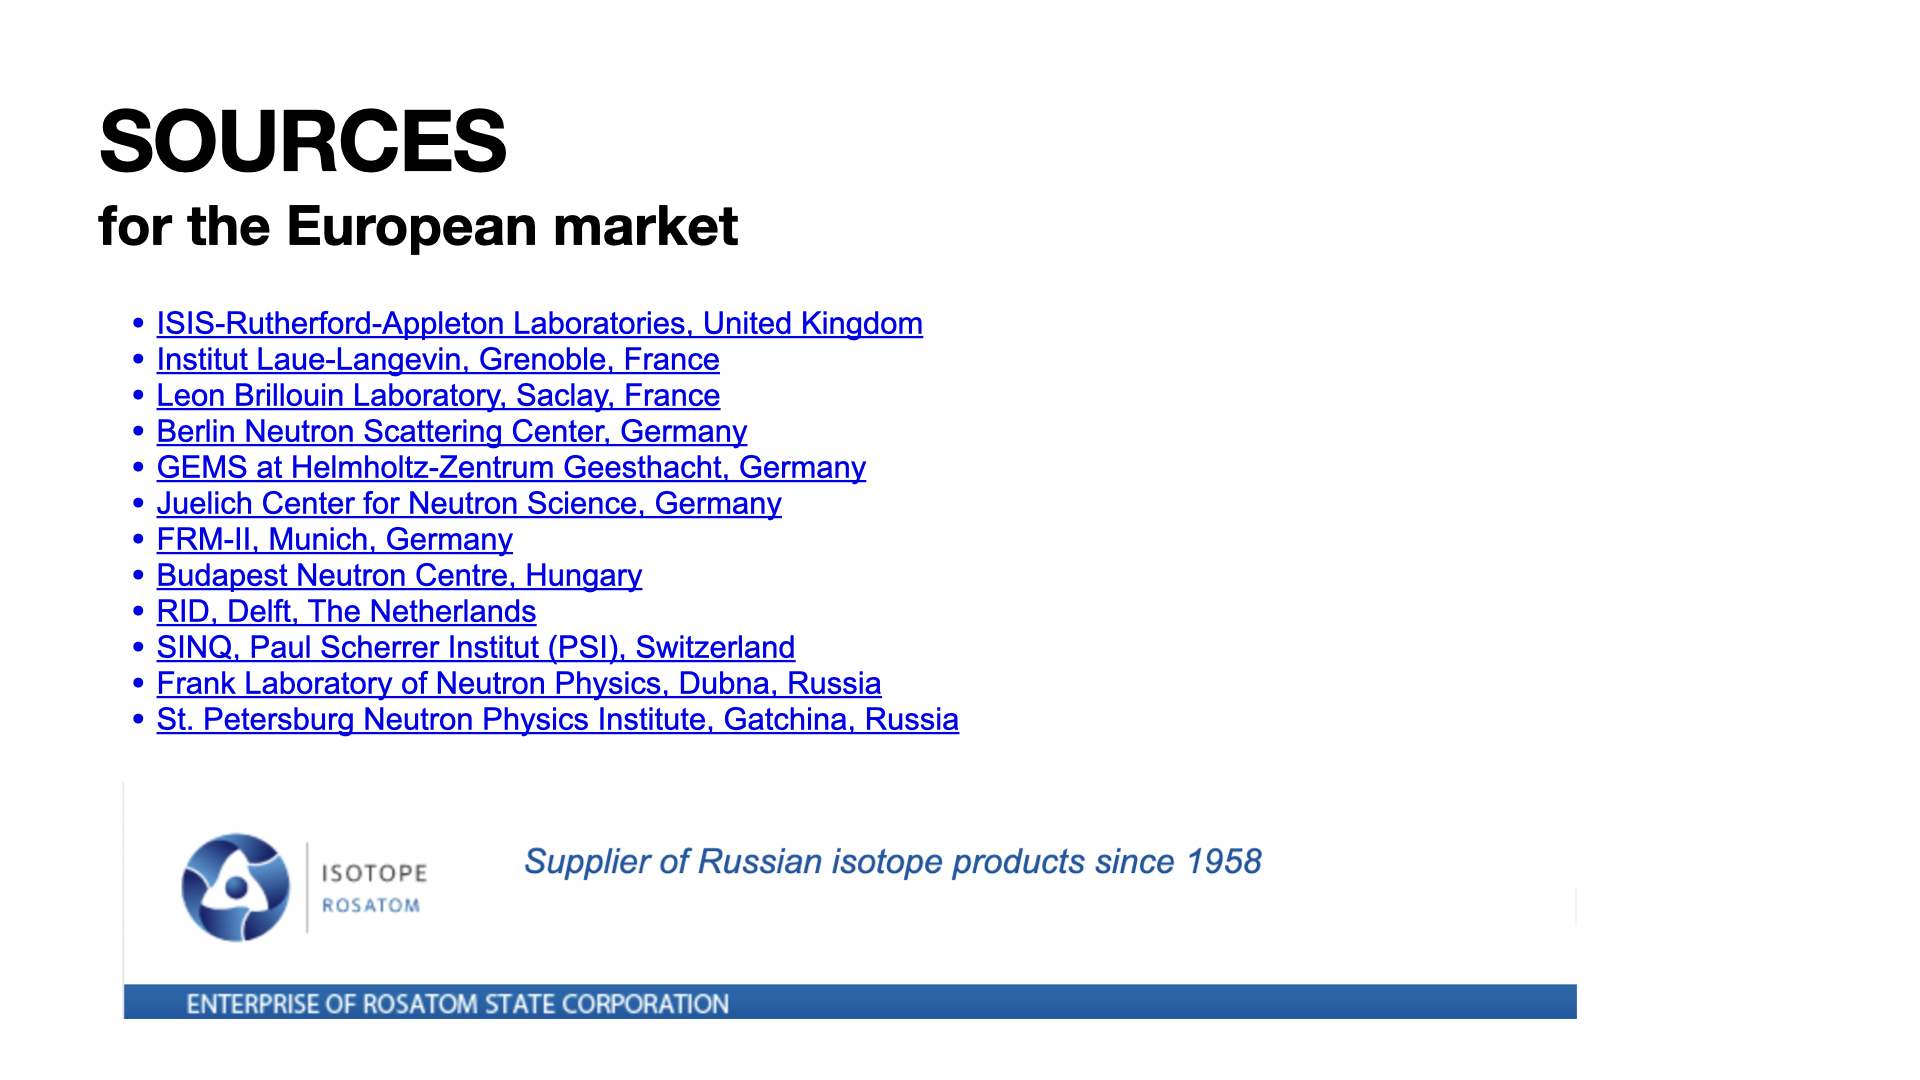 SOURCES
for the European market
• ISIS-Rutherford-Appleton Laboratories, United Kingdom
• Institut Laue-Langevin, Grenoble, France
• Leon Brillouin Laboratory, Saclay, France
• Berlin Neutron Scattering Center, Germany
• GEMS at Helmholtz-Zentrum Geesthacht, Germany
• Juelich Center for Neutron Science, Germany
• FRM-II, Munich, Germany
• Budapest Neutron Centre, Hungary
• RID, Delft, The Netherlands
• SINQ, Paul Scherrer Institut (PSI), Switzerland
• Frank Laboratory of Neutron Physics, Dubna, Russia
• St. Petersburg Neutron Physics Institute, Gatchina, Russia
ISOTOPE
ROSATOM
Supplier of Russian isotope products since 1958
ENTERPRISE OF ROSATOM STATE CORPORATION